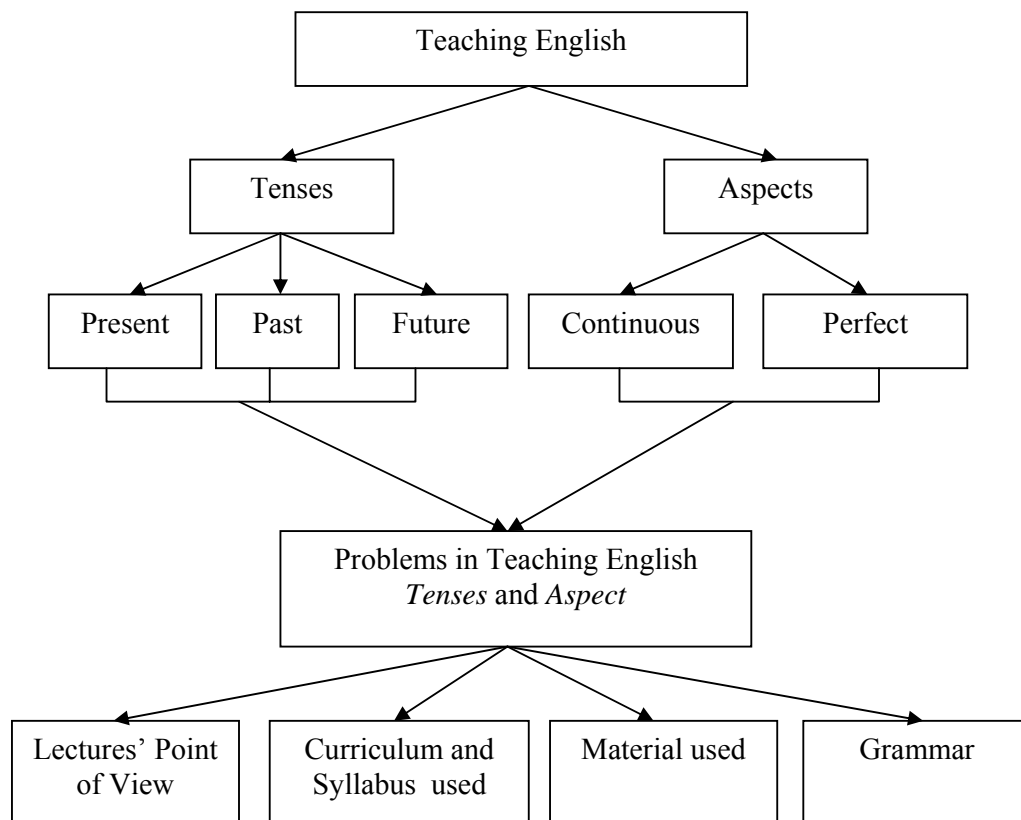 Teaching English
Tenses
Aspects
Present
Past
Future
Continuous
Perfect
Problems in Teaching English
Tenses and Aspect
Lectures’ Point
of View
Curriculum and
Syllabus used
Material used
Grammar